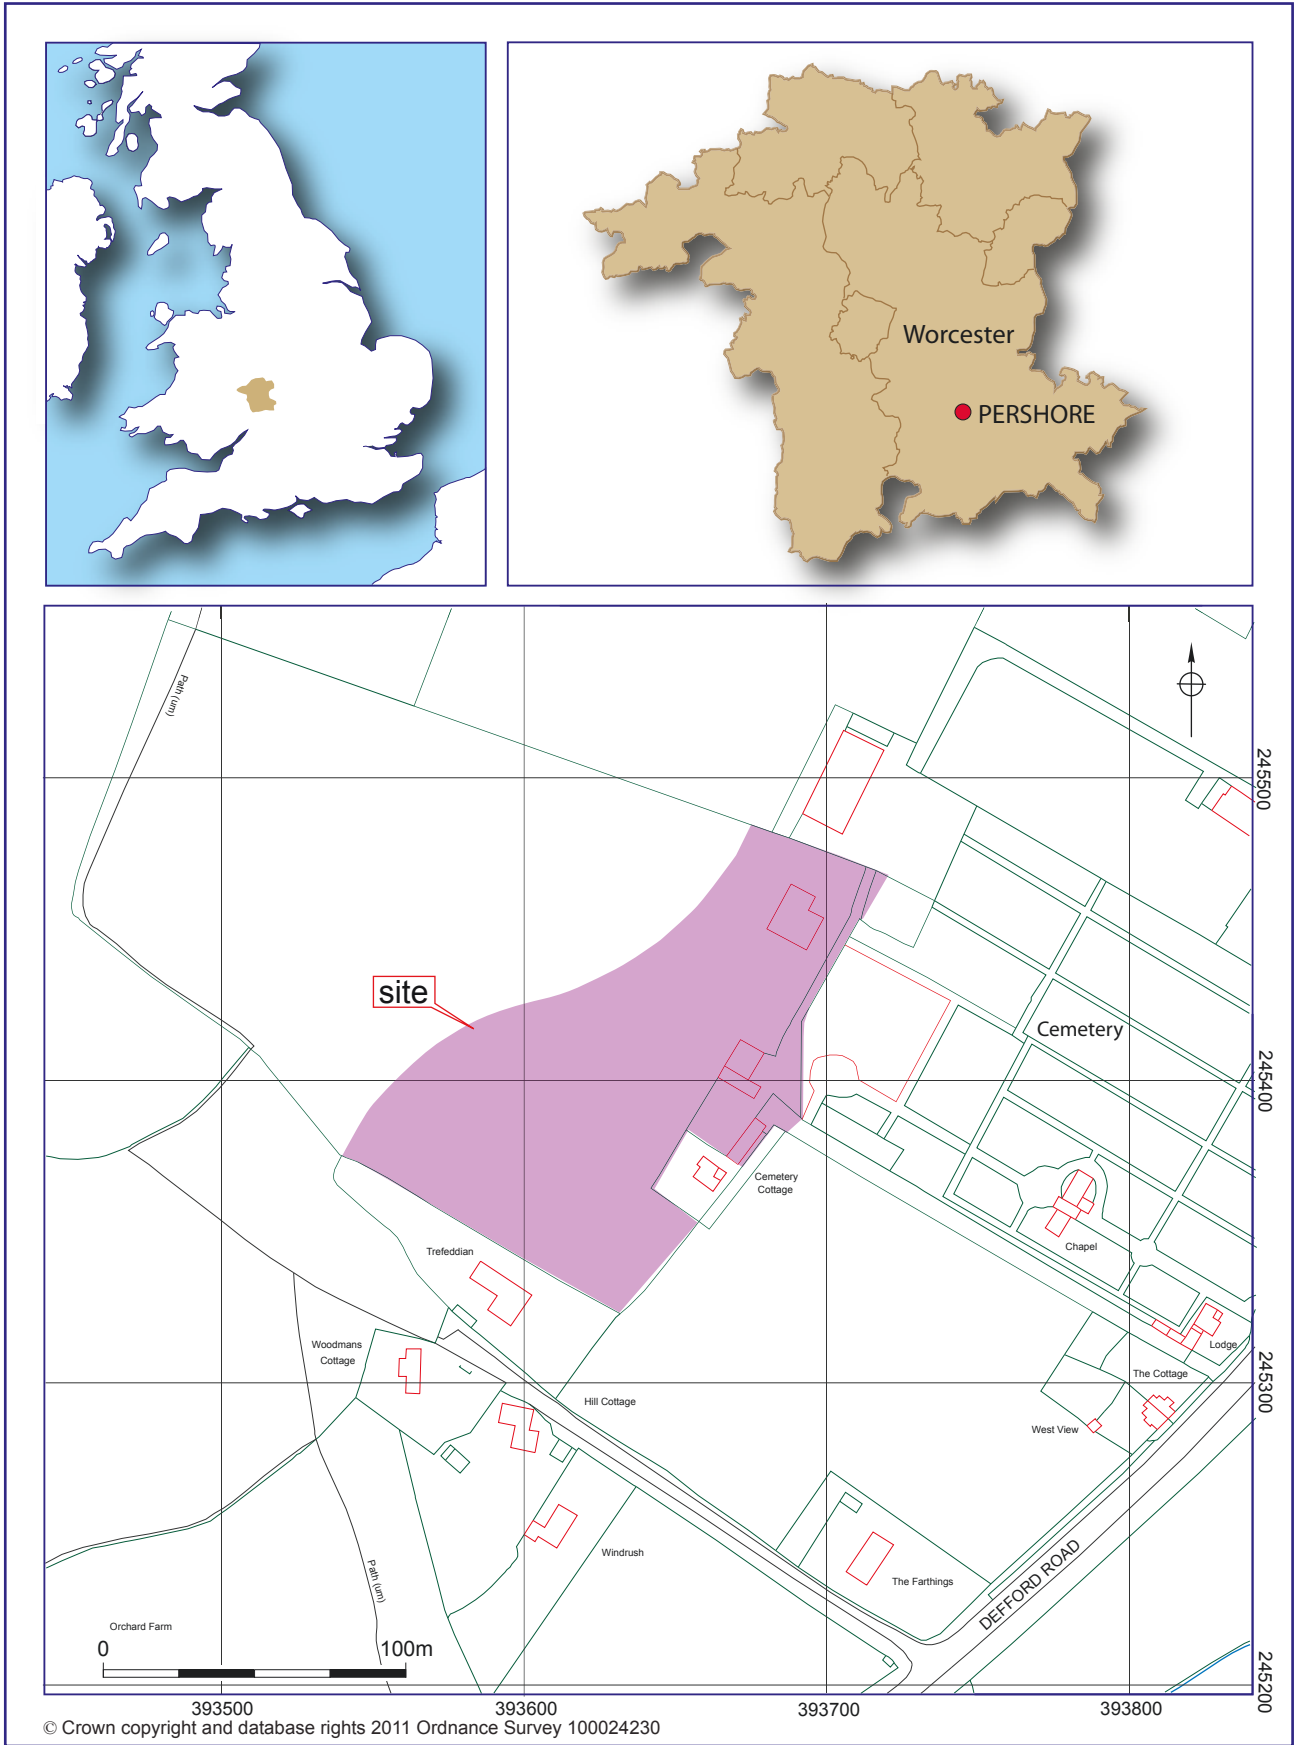 Worcester
PERSHORE
Path (um)
245500
site
Cemetery
245400
Cemetery
Cottage
Trefeddian
Chapel
Woodmans
Cottage
Lodge
The Cottage
245300
Hill Cottage
West View
Windrush
The Farthings
DEFFORD ROAD
Path (um)
Orchard Farm
0 100m
245200
393500 393600 393700 393800
© Crown copyright and database rights 2011 Ordnance Survey 100024230